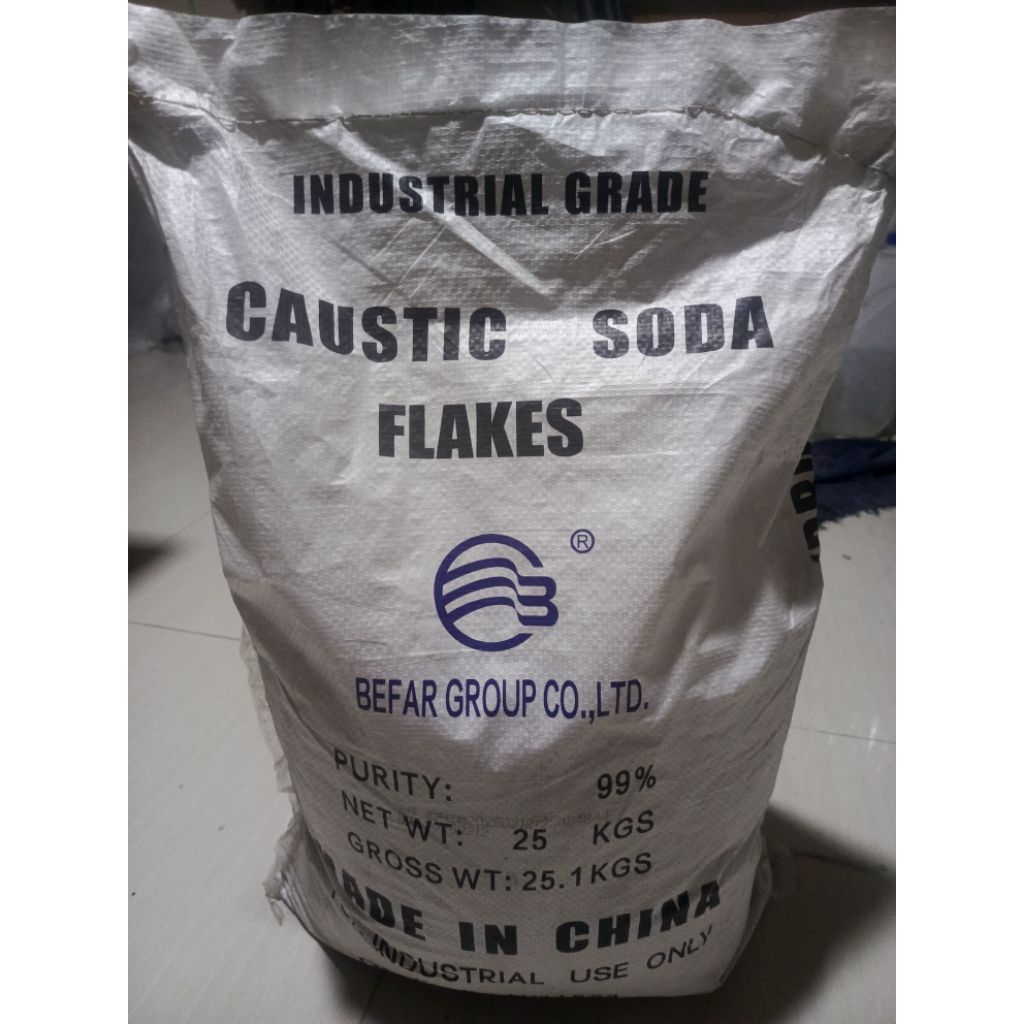 INDUSTRIAL GRADE
CAUSTIC SODA
FLAKES
®
BEFAR GROUP CO.,LTD.
PURITY: 99%
NET WT: 25 KGS
GROSS WT: 25.1KGS
MADE IN CHINA
INDUSTRIAL USE ONLY